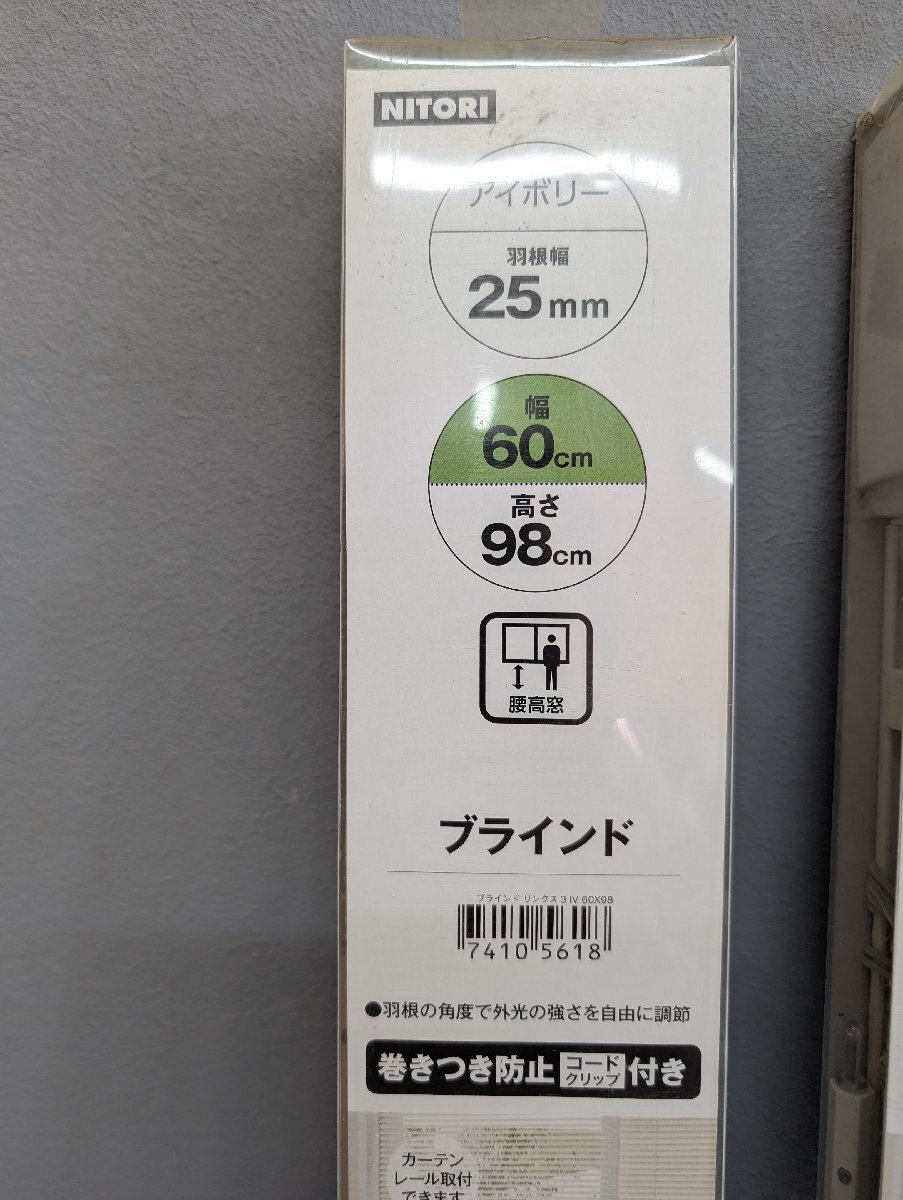 NITORI
アイボリー
羽根幅
25mm
幅
60cm
高さ
98cm
腰高窓
ブラインド
ブラインド リンクス 3 IV 60X98
7410 5618
●羽根の角度で外光の強さを自由に調節
巻きつき防止 コードクリップ 付き
カーテン
レール取付
できます